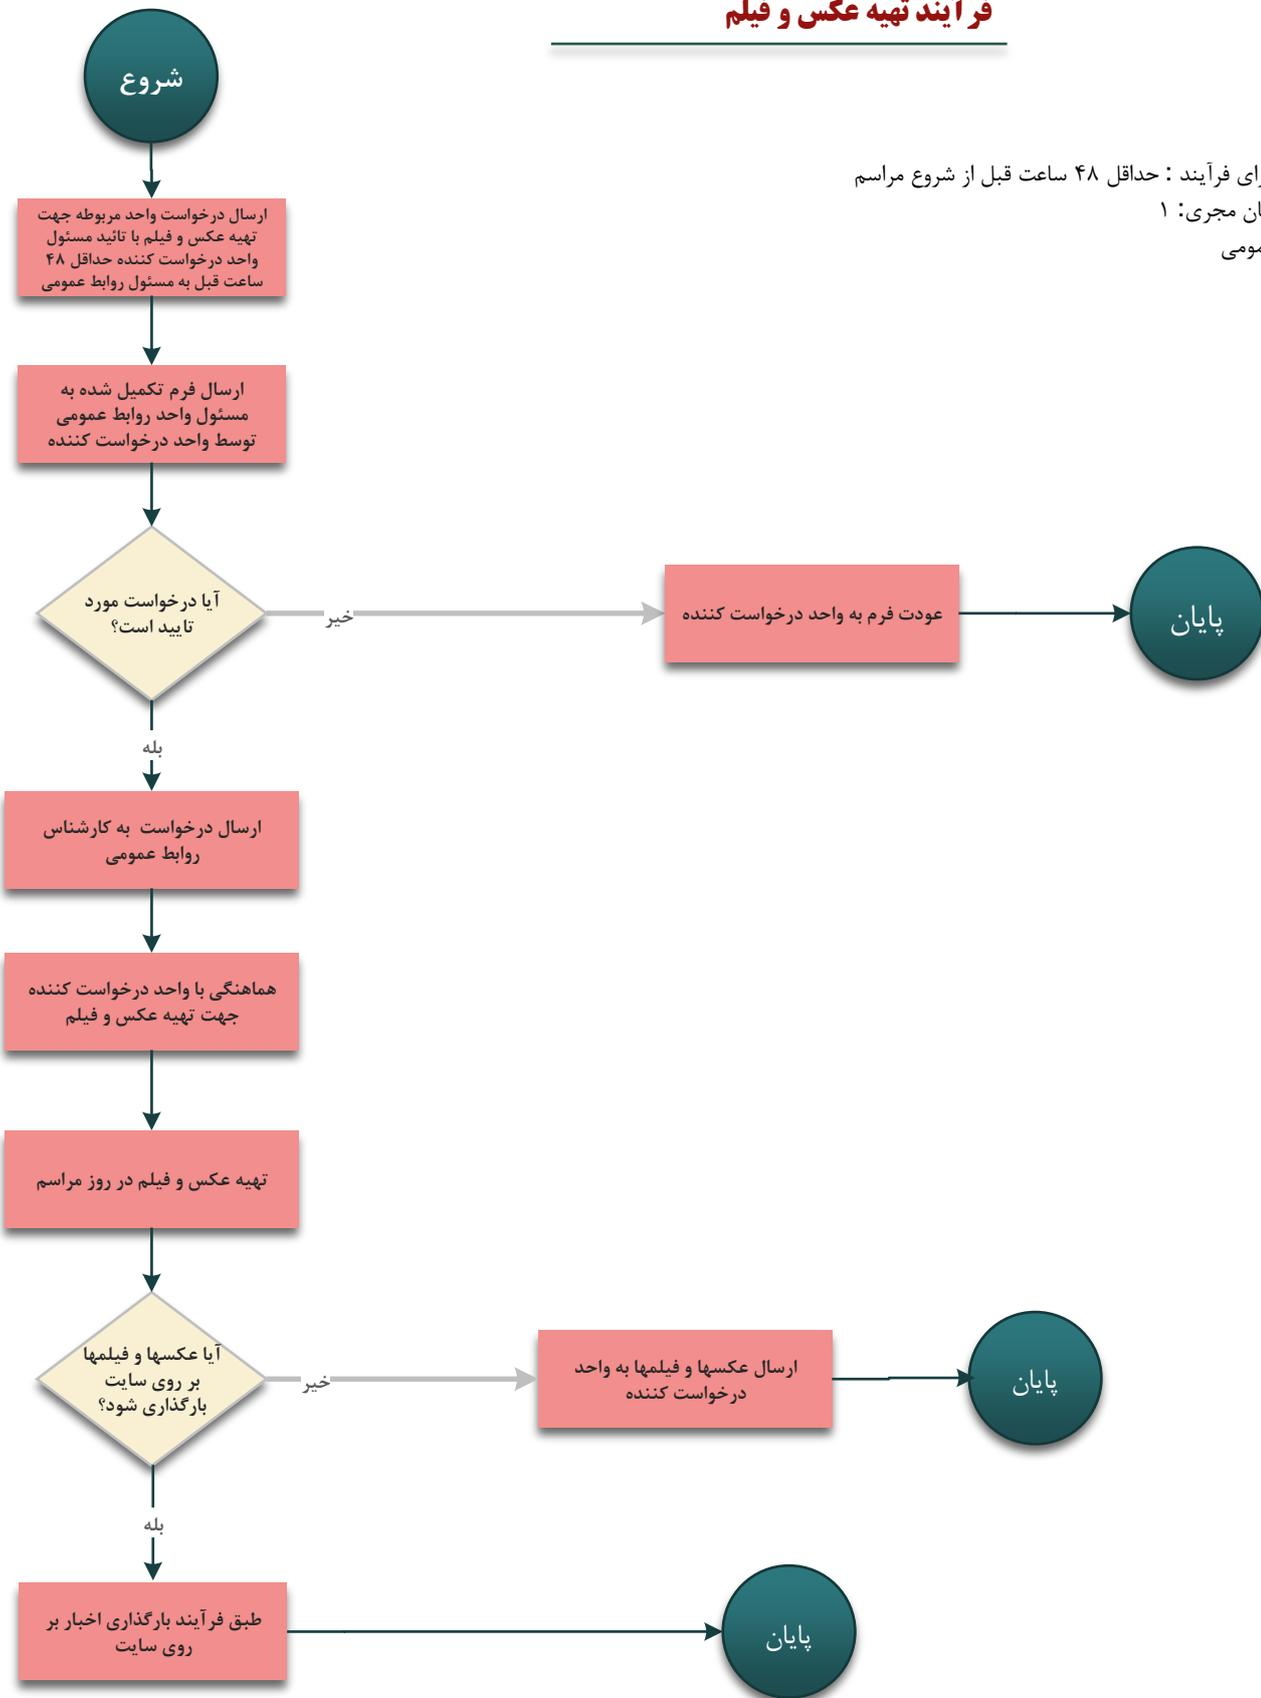 فرآیند تهیه عکس و فیلم
شروع
فرآیند : حداقل ۴۸ ساعت قبل از شروع مراسم
مجری: ۱
ارسال درخواست واحد مربوطه جهت
تهیه عکس و فیلم با تائید مسئول
واحد درخواست کننده حداقل ۴۸
ساعت قبل به مسئول روابط عمومی
ارسال فرم تکمیل شده به
مسئول واحد روابط عمومی
توسط واحد درخواست کننده
آیا درخواست مورد
تایید است؟
خیر
عودت فرم به واحد درخواست کننده
پایان
بله
ارسال درخواست به کارشناس
روابط عمومی
هماهنگی با واحد درخواست کننده
جهت تهیه عکس و فیلم
تهیه عکس و فیلم در روز مراسم
آیا عکسها و فیلمها
بر روی سایت
بارگذاری شود؟
خیر
ارسال عکسها و فیلمها به واحد
درخواست کننده
پایان
بله
طبق فرآیند بارگذاری اخبار بر
روی سایت
پایان